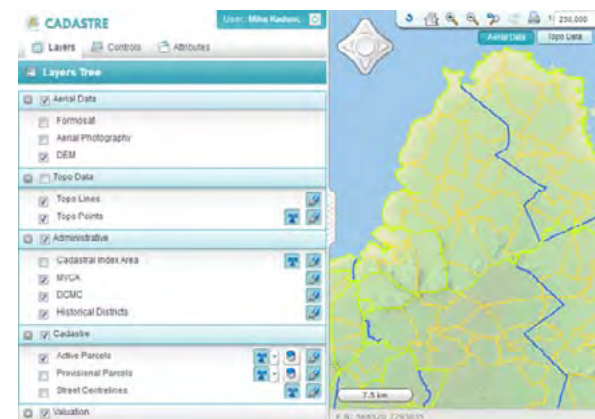 CADASTRE
User: Mike Kadow,
Layers Controls Attributes
Layers Tree
Aerial Data
Formosat
Aerial Photography
DEM
Topo Data
Topo Lines
Topo Points
Administrative
Cadastral Index Area
MVCA
DCMC
Historical Districts
Cadastre
Active Parcels
Provisional Parcels
Street Centrelines
Valuation
1: 250,000
Aerial Data Topo Data
7.5 km